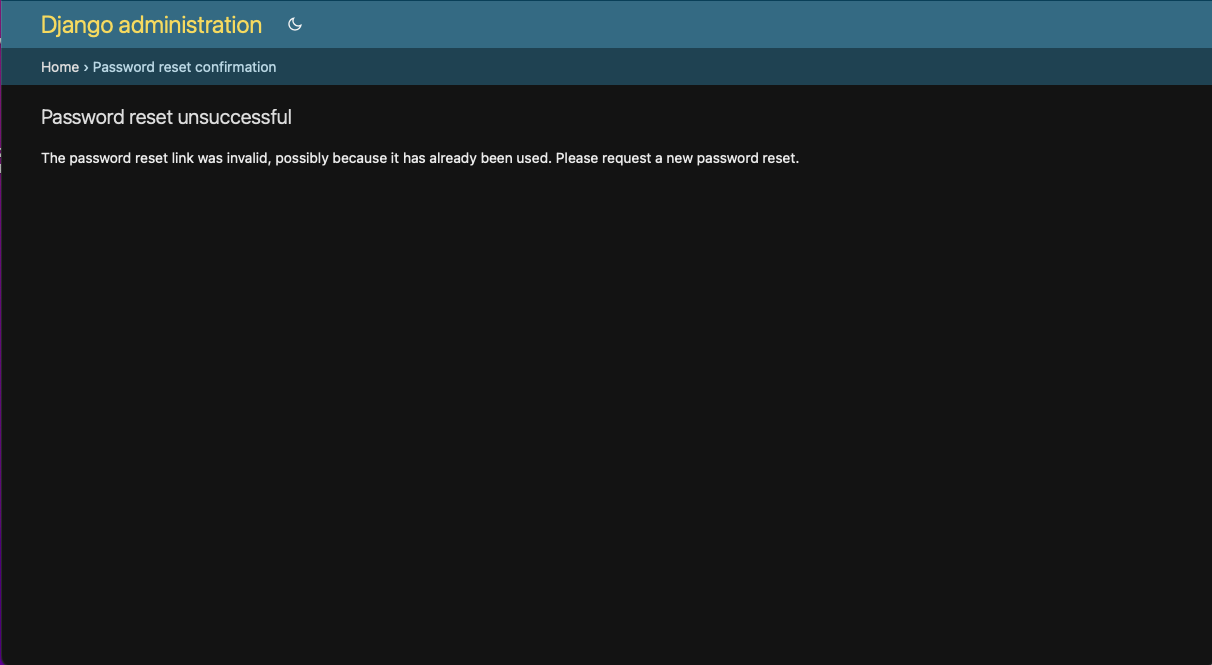 Django administration
Home › Password reset confirmation
Password reset unsuccessful
The password reset link was invalid, possibly because it has already been used. Please request a new password reset.